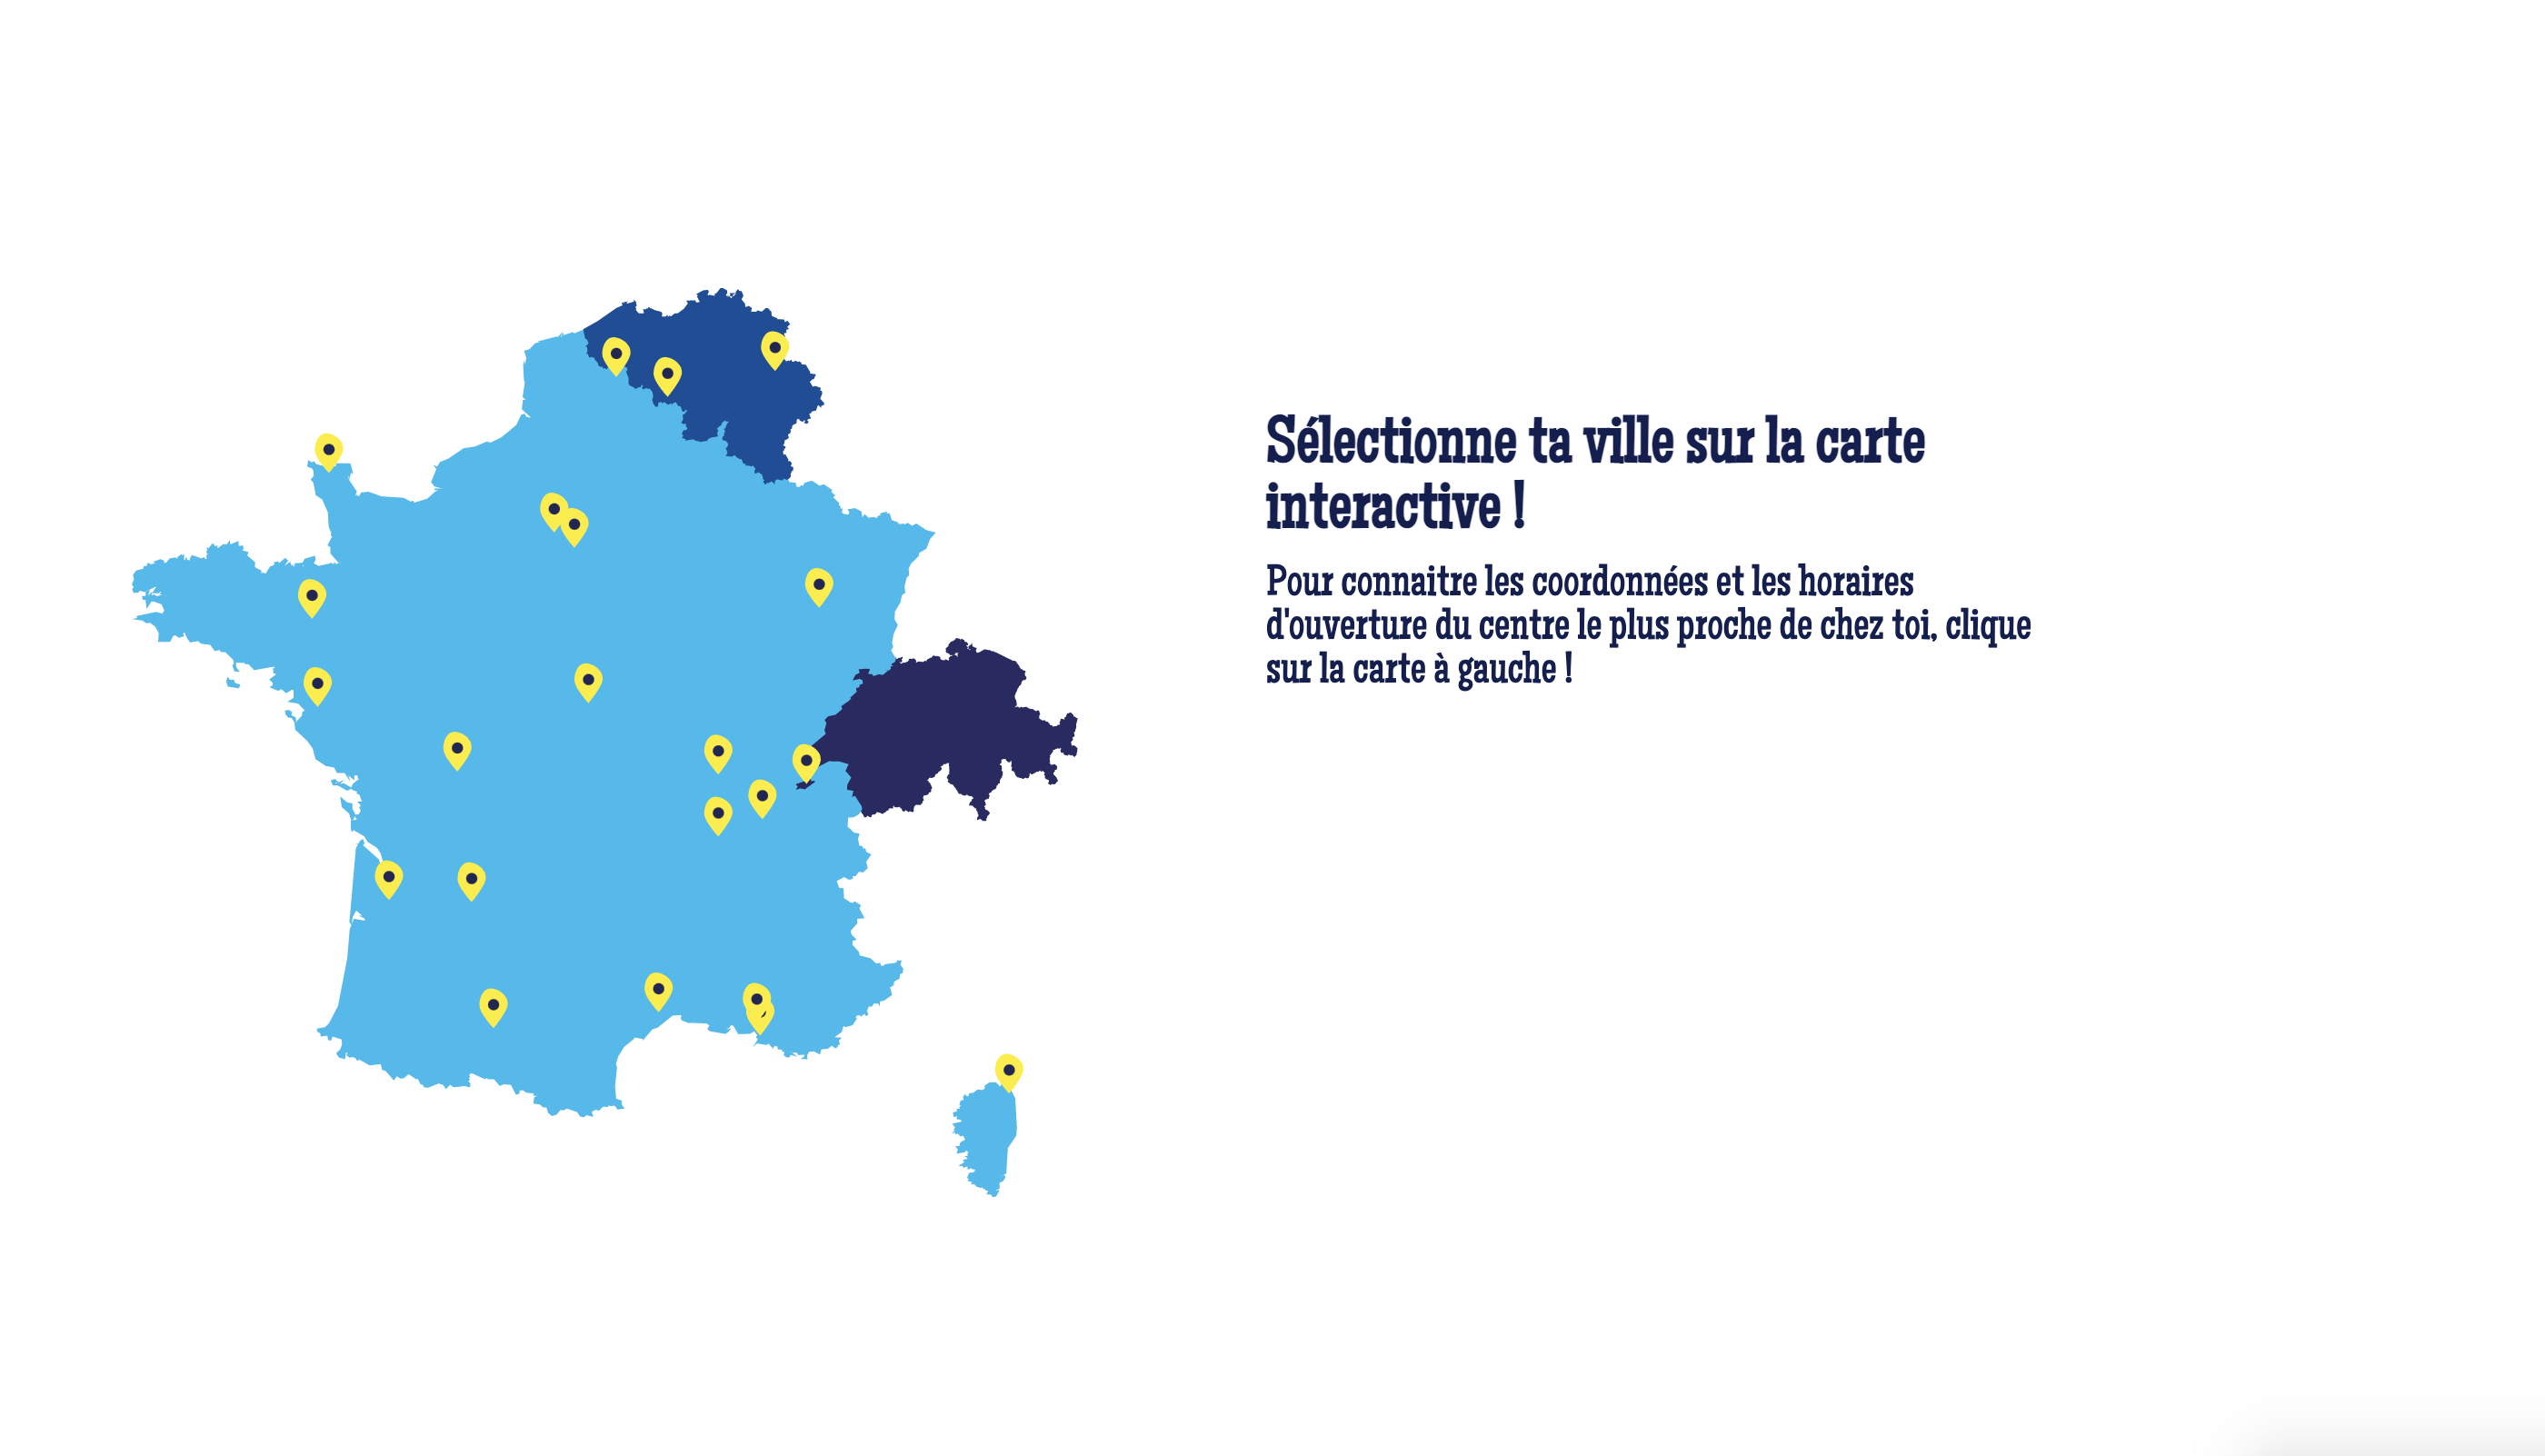 Sélectionne ta ville sur la carte
interactive !
Pour connaitre les coordonnées et les horaires
d'ouverture du centre le plus proche de chez toi, clique
sur la carte à gauche !